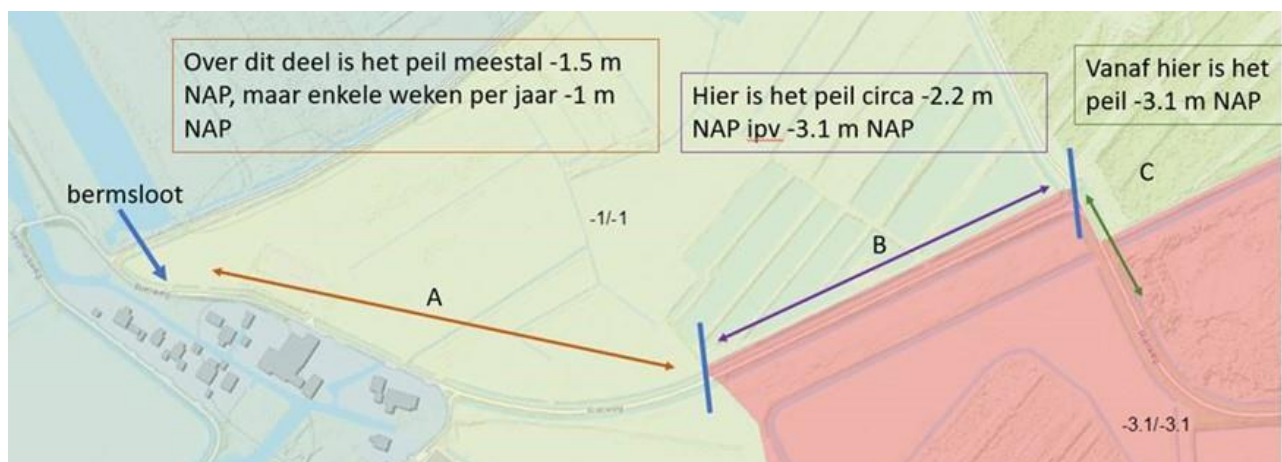 Over dit deel is het peil meestal -1.5 m
NAP, maar enkele weken per jaar -1 m
NAP
Hier is het peil circa -2.2 m
NAP ipv -3.1 m NAP
Vanaf hier is het
peil -3.1 m NAP
bermsloot
-1/-1
A
B
C
-3.1/-3.1